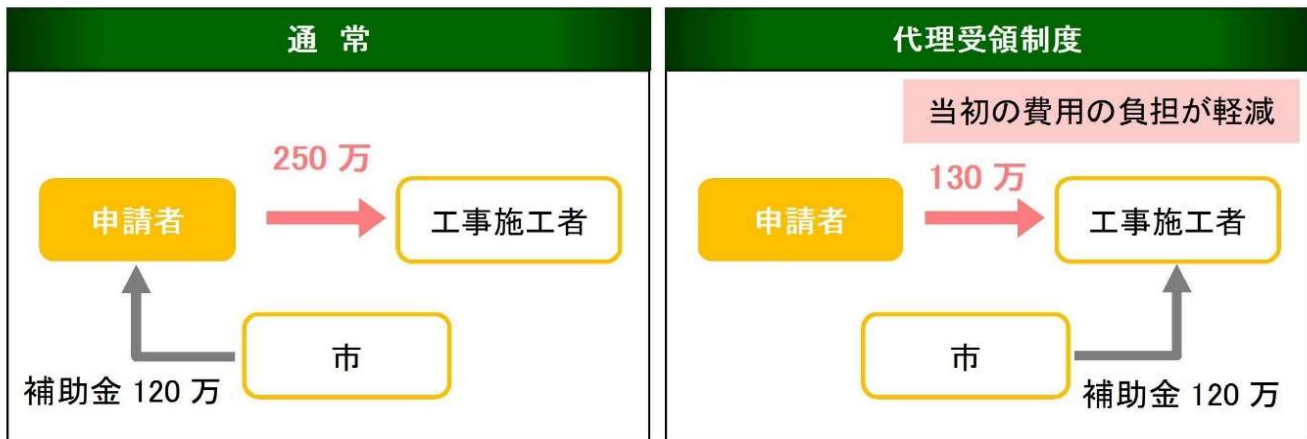 通 常
250 万
申請者
工事施工者
市
補助金 120 万
代理受領制度
当初の費用の負担が軽減
130 万
申請者
工事施工者
市
補助金 120 万